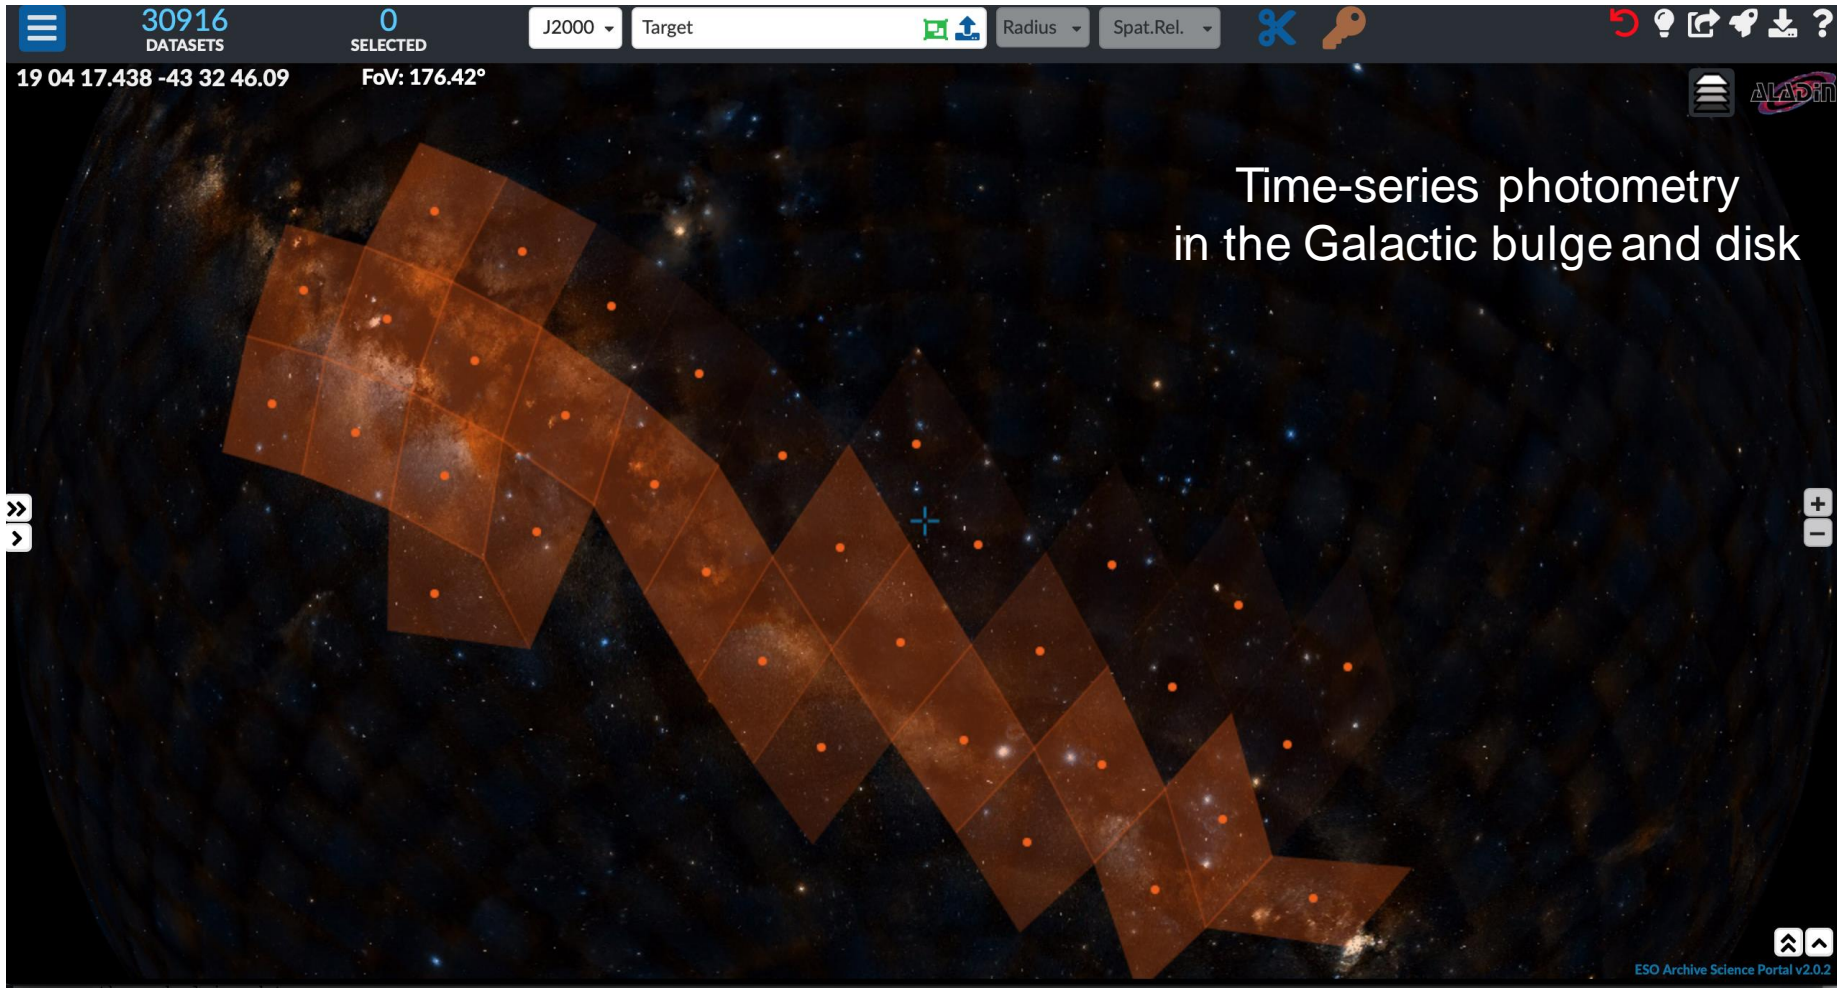 30916
DATASETS
0
SELECTED
J2000
Target
Radius
Spat.Rel.
19 04 17.438 -43 32 46.09
FoV: 176.42°
ALADiN
Time-series photometry
in the Galactic bulge and disk
ESO Archive Science Portal v2.0.2